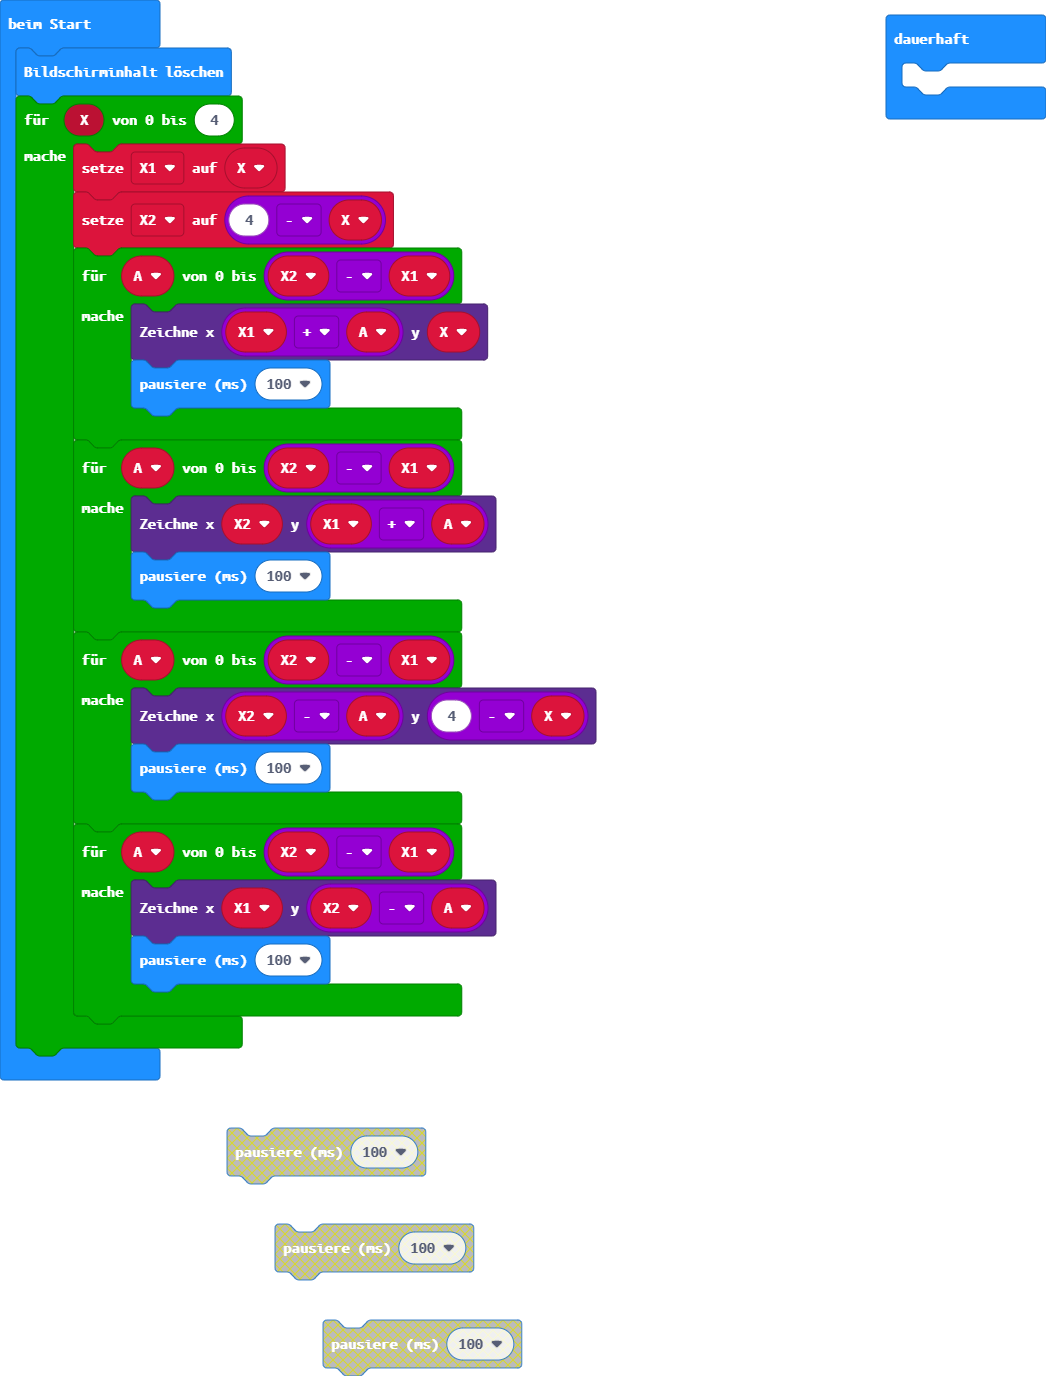 beim Start
dauerhaft
Bildschirminhalt löschen
für X von 0 bis 4
mache
setze X1 auf X
setze X2 auf 4 - X
für A von 0 bis X2 - X1
mache
Zeichne x X1 + A y X
pausiere (ms) 100
für A von 0 bis X2 - X1
mache
Zeichne x X2 y X1 + A
pausiere (ms) 100
für A von 0 bis X2 - X1
mache
Zeichne x X2 - A y 4 - X
pausiere (ms) 100
für A von 0 bis X2 - X1
mache
Zeichne x X1 y X2 - A
pausiere (ms) 100
pausiere (ms) 100
pausiere (ms) 100
pausiere (ms) 100